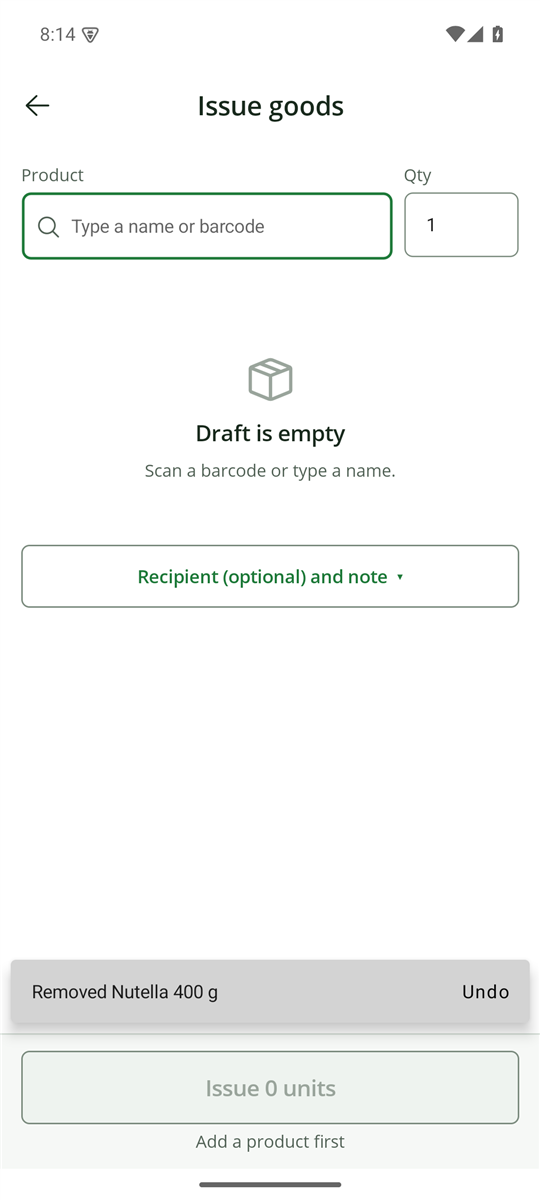 8:14
Issue goods
Product
Qty
Type a name or barcode
1
Draft is empty
Scan a barcode or type a name.
Recipient (optional) and note ▾
Removed Nutella 400 g
Undo
Issue 0 units
Add a product first